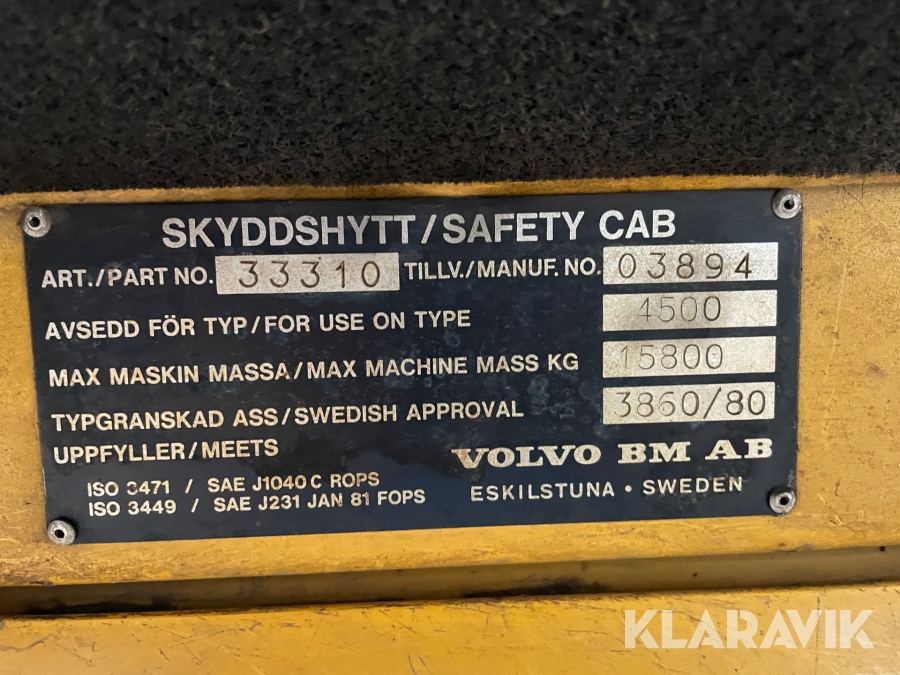 SKYDDSHYTT/SAFETY CAB
ART./PART NO. 33310 TILLV./MANUF. NO. 03894
AVSEDD FÖR TYP/FOR USE ON TYPE 4500
MAX MASKIN MASSA/MAX MACHINE MASS KG 15800
TYPGRANSKAD ASS/SWEDISH APPROVAL 3860/80
UPPFYLLER/MEETS
VOLVO BM AB
ISO 3471 / SAE J1040C ROPS
ISO 3449 / SAE J231 JAN 81 FOPS
ESKILSTUNA • SWEDEN
KLARAVIK